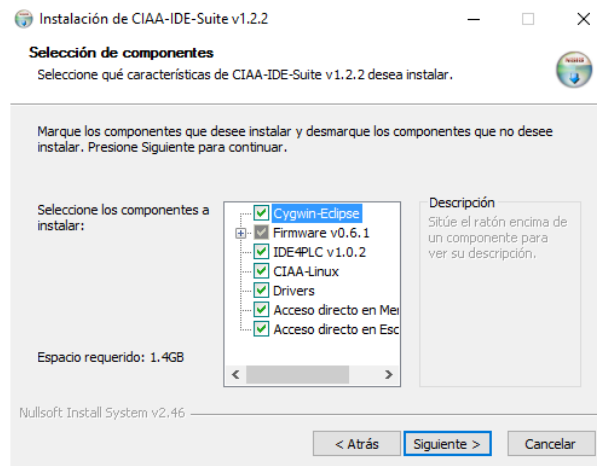 Instalación de CIAA-IDE-Suite v1.2.2
Selección de componentes
Seleccione qué características de CIAA-IDE-Suite v1.2.2 desea
instalar.
Marque los componentes que desee instalar y desmarque los componentes que no desee
instalar. Presione Siguiente para continuar.
Seleccione los componentes a
instalar:
Cygwin-Eclipse
Firmware v0.6.1
IDE4PLC v1.0.2
CIAA-Linux
Drivers
Acceso directo en Mer
Acceso directo en Esc
Descripción
Sitúe el ratón encima de
un componente para
ver su descripción.
Espacio requerido: 1.4GB
Nullsoft Install System v2.46
< Atrás
Siguiente >
Cancelar